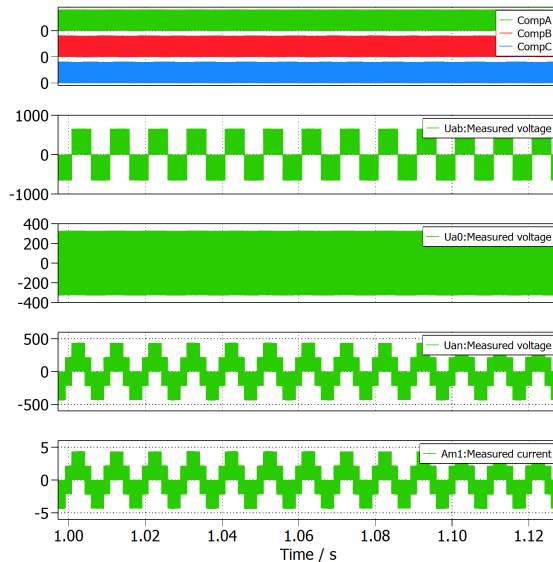 CompA
CompB
CompC
0
0
0
1000
0
-1000
Uab:Measured voltage
400
200
0
-200
-400
Ua0:Measured voltage
500
0
-500
Uan:Measured voltage
5
0
-5
Am1:Measured current
1.00 1.02 1.04 1.06 1.08 1.10 1.12
Time / s